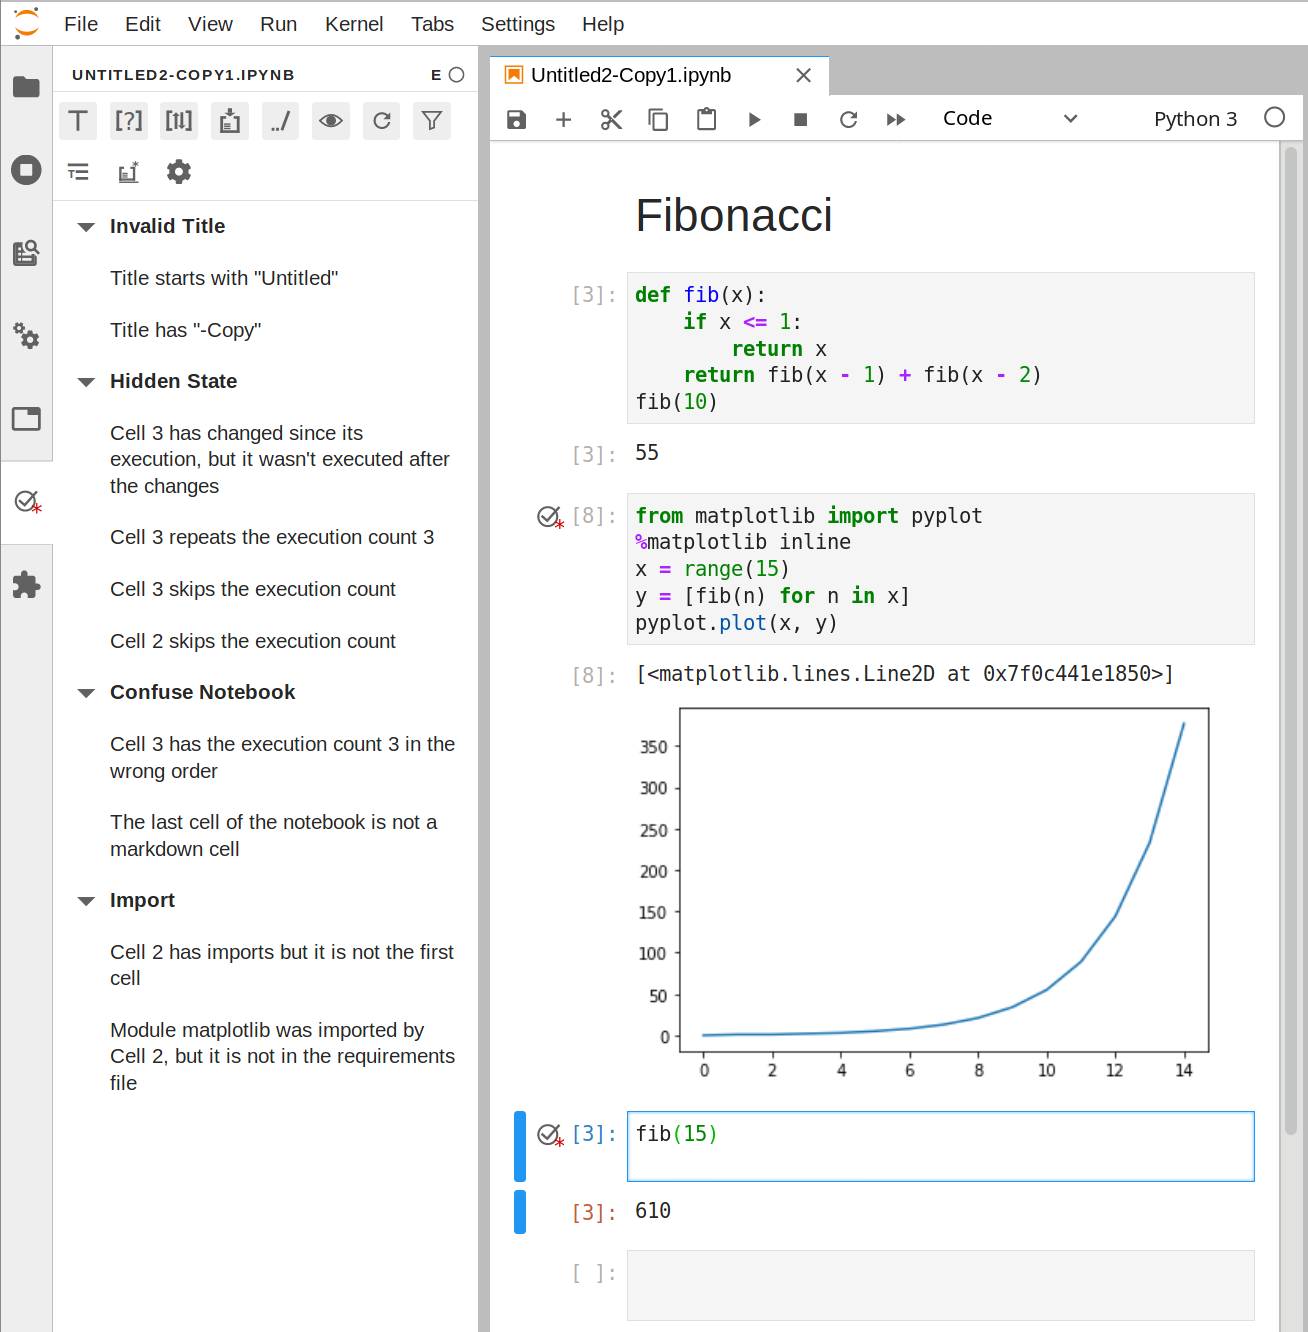 File Edit View Run Kernel Tabs Settings Help
UNTITLED2-COPY1.IPYNB E
Invalid Title
Title starts with "Untitled"
Title has "-Copy"
Hidden State
Cell 3 has changed since its
execution, but it wasn't executed after
the changes
Cell 3 repeats the execution count 3
Cell 3 skips the execution count
Cell 2 skips the execution count
Confuse Notebook
Cell 3 has the execution count 3 in the
wrong order
The last cell of the notebook is not a
markdown cell
Import
Cell 2 has imports but it is not the first
cell
Module matplotlib was imported by
Cell 2, but it is not in the requirements
file
Untitled2-Copy1.ipynb
Code Python 3
Fibonacci
[3]: def fib(x):
    if x <= 1:
        return x
    return fib(x - 1) + fib(x - 2)
fib(10)
[3]: 55
[8]: from matplotlib import pyplot
%matplotlib inline
x = range(15)
y = [fib(n) for n in x]
pyplot.plot(x, y)
[8]: [<matplotlib.lines.Line2D at 0x7f0c441e1850>]
350
300
250
200
150
100
50
0
0 2 4 6 8 10 12 14
[3]: fib(15)
[3]: 610
[ ]: